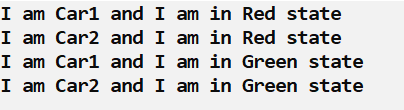 I am Car1 and I am in Red state
I am Car2 and I am in Red state
I am Car1 and I am in Green state
I am Car2 and I am in Green state